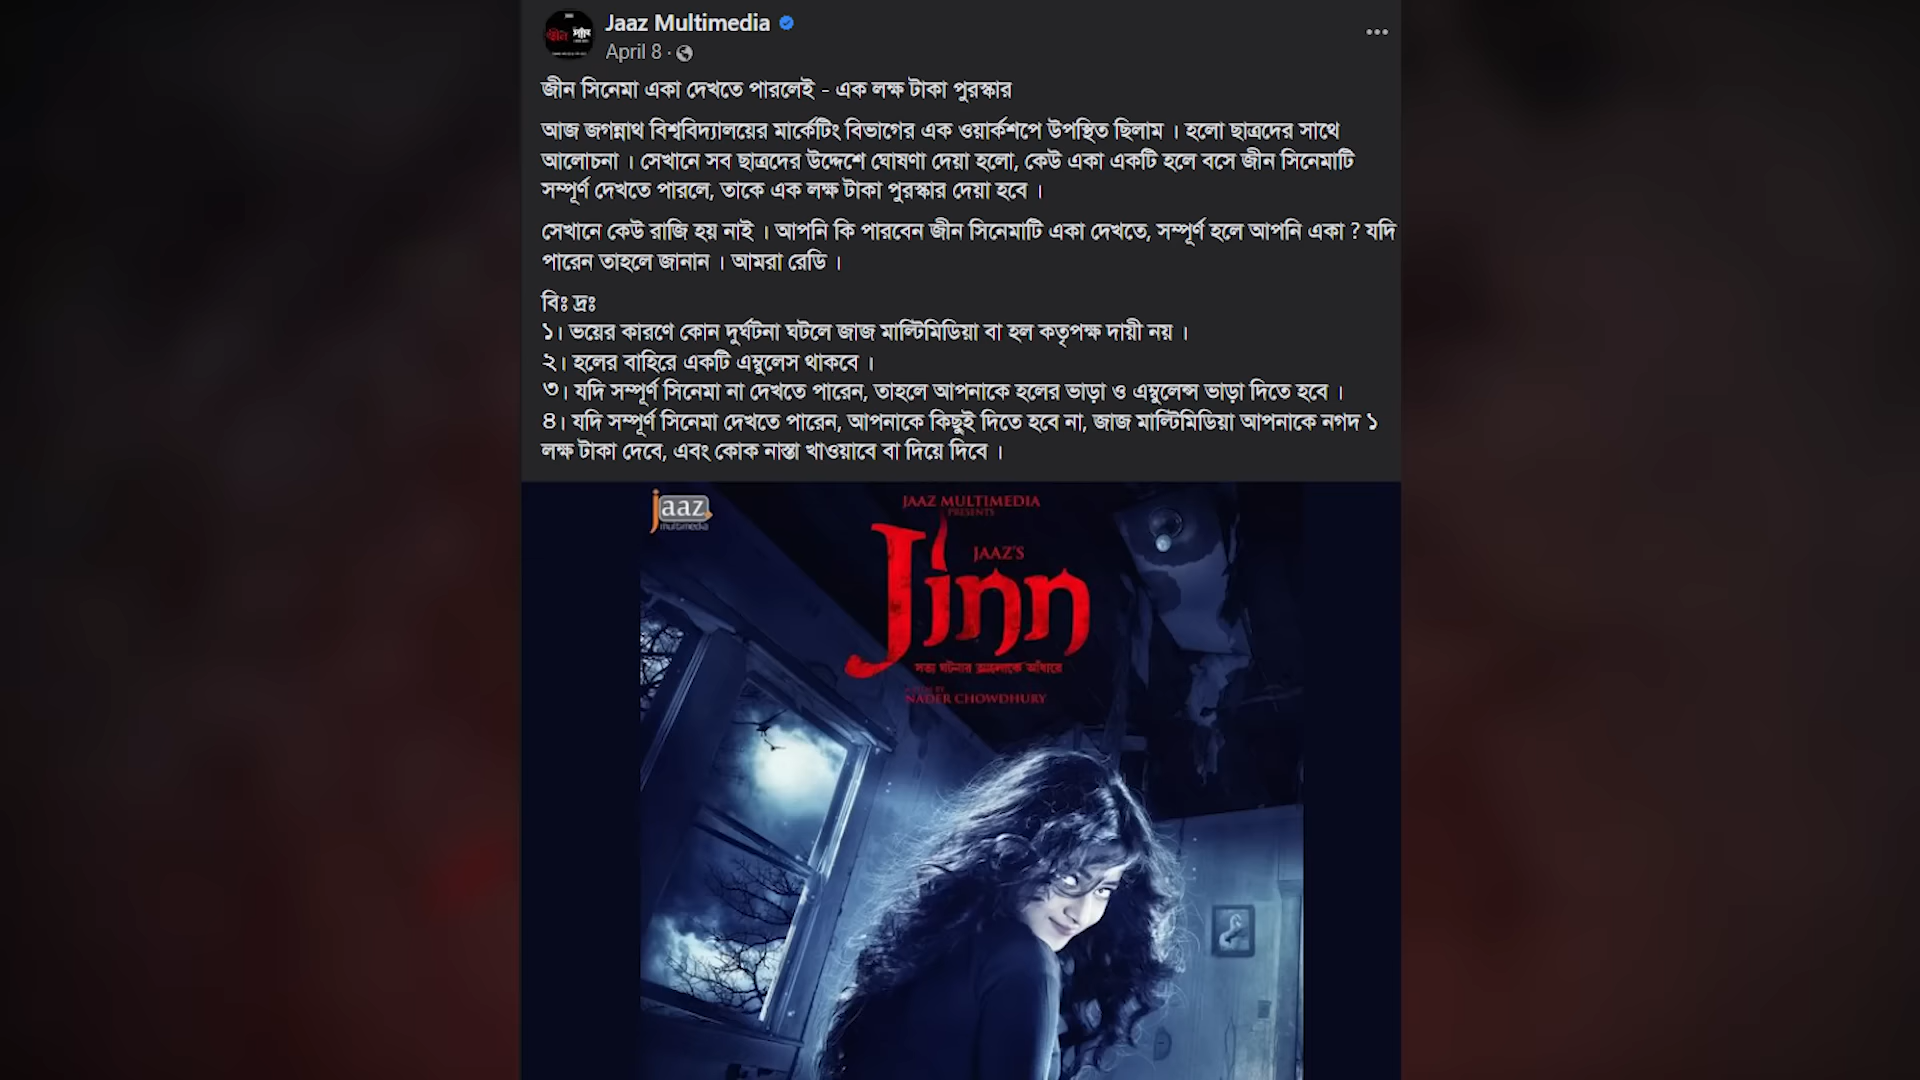 Jaaz Multimedia
April 8
জীন সিনেমা একা দেখতে পারলেই - এক লক্ষ টাকা পুরস্কার
আজ জগন্নাথ বিশ্ববিদ্যালয়ের মার্কেটিং বিভাগের এক ওয়ার্কশপে উপস্থিত ছিলাম । হলো ছাত্রদের সাথে
আলোচনা । সেখানে সব ছাত্রদের উদ্দেশে ঘোষণা দেয়া হলো, কেউ একা একটি হলে বসে জীন সিনেমাটি
সম্পূর্ণ দেখতে পারলে, তাকে এক লক্ষ টাকা পুরস্কার দেয়া হবে ।
সেখানে কেউ রাজি হয় নাই । আপনি কি পারবেন জীন সিনেমাটি একা দেখতে, সম্পূর্ণ হলে আপনি একা ? যদি
পারেন তাহলে জানান । আমরা রেডি ।
বিঃ দ্রঃ
১। ভয়ের কারণে কোন দুর্ঘটনা ঘটলে জাজ মাল্টিমিডিয়া বা হল কতৃপক্ষ দায়ী নয় ।
২। হলের বাহিরে একটি এম্বুলেস থাকবে ।
৩। যদি সম্পূর্ণ সিনেমা না দেখতে পারেন, তাহলে আপনাকে হলের ভাড়া ও এম্বুলেন্স ভাড়া দিতে হবে ।
৪। যদি সম্পূর্ণ সিনেমা দেখতে পারেন, আপনাকে কিছুই দিতে হবে না, জাজ মাল্টিমিডিয়া আপনাকে নগদ ১
লক্ষ টাকা দেবে, এবং কোক নাস্তা খাওয়াবে বা দিয়ে দিবে ।
jaaz
multimedia
JAAZ MULTIMEDIA
PRESENTS
JAAZ'S
Jinn
সত্য ঘটনার আলোকে আঁধারে
NADER CHOWDHURY